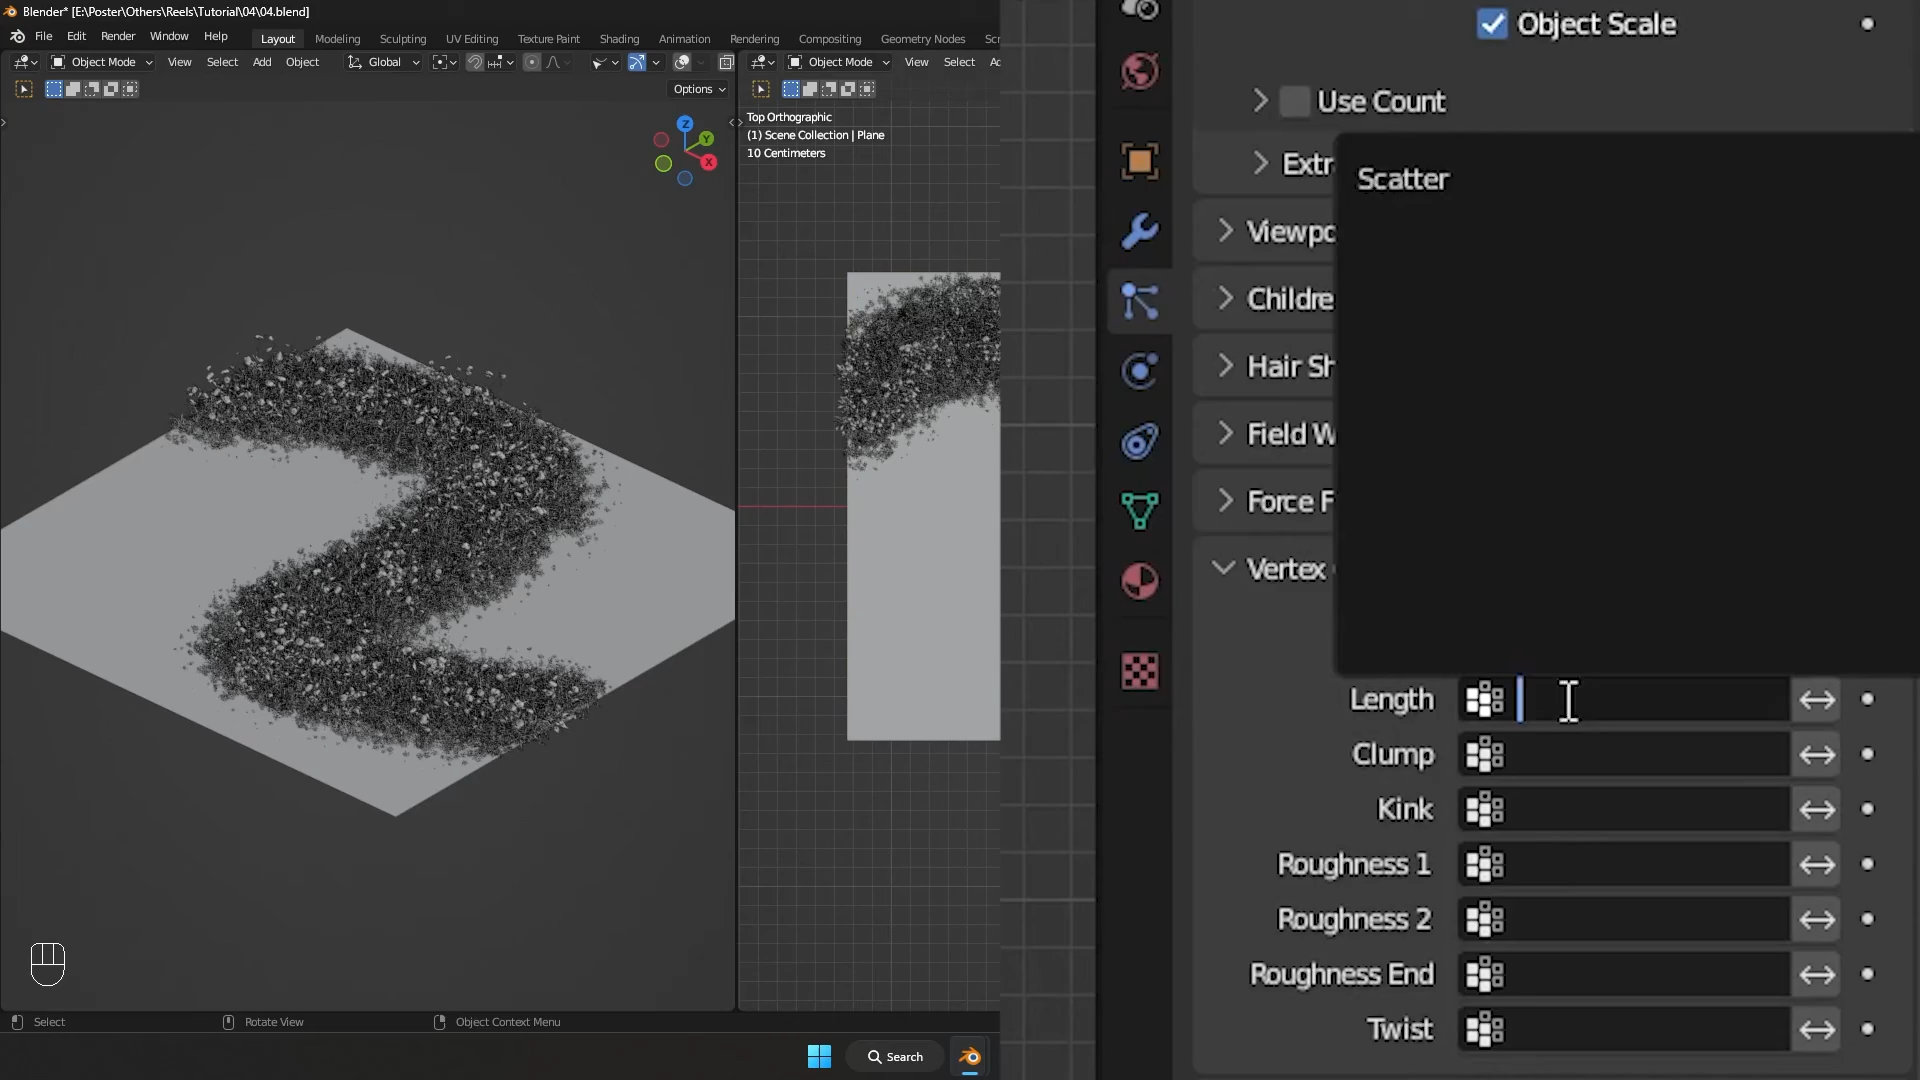 Blender* [E:\Poster\Others\Reels\Tutorial\04\04.blend]
File Edit Render Window Help Layout Modeling Sculpting UV Editing Texture Paint Shading Animation Rendering Compositing Geometry Nodes Scr
Object Mode View Select Add Object Global
Object Mode View Select Ad
Options
Z
Y
X
Top Orthographic
(1) Scene Collection | Plane
10 Centimeters
Object Scale
Use Count
Extr
Scatter
Viewpo
Childre
Hair Sh
Field W
Force F
Vertex
Length
Clump
Kink
Roughness 1
Roughness 2
Roughness End
Twist
Select Rotate View Object Context Menu
Search